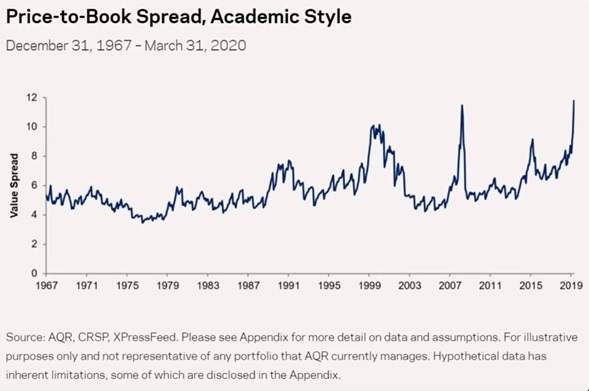 Price-to-Book Spread, Academic Style
December 31, 1967 – March 31, 2020
12
10
8
6
4
2
0
Value Spread
1967 1971 1975 1979 1983 1987 1991 1995 1999 2003 2007 2011 2015 2019
Source: AQR, CRSP, XPressFeed. Please see Appendix for more detail on data and assumptions. For illustrative
purposes only and not representative of any portfolio that AQR currently manages. Hypothetical data has
inherent limitations, some of which are disclosed in the Appendix.